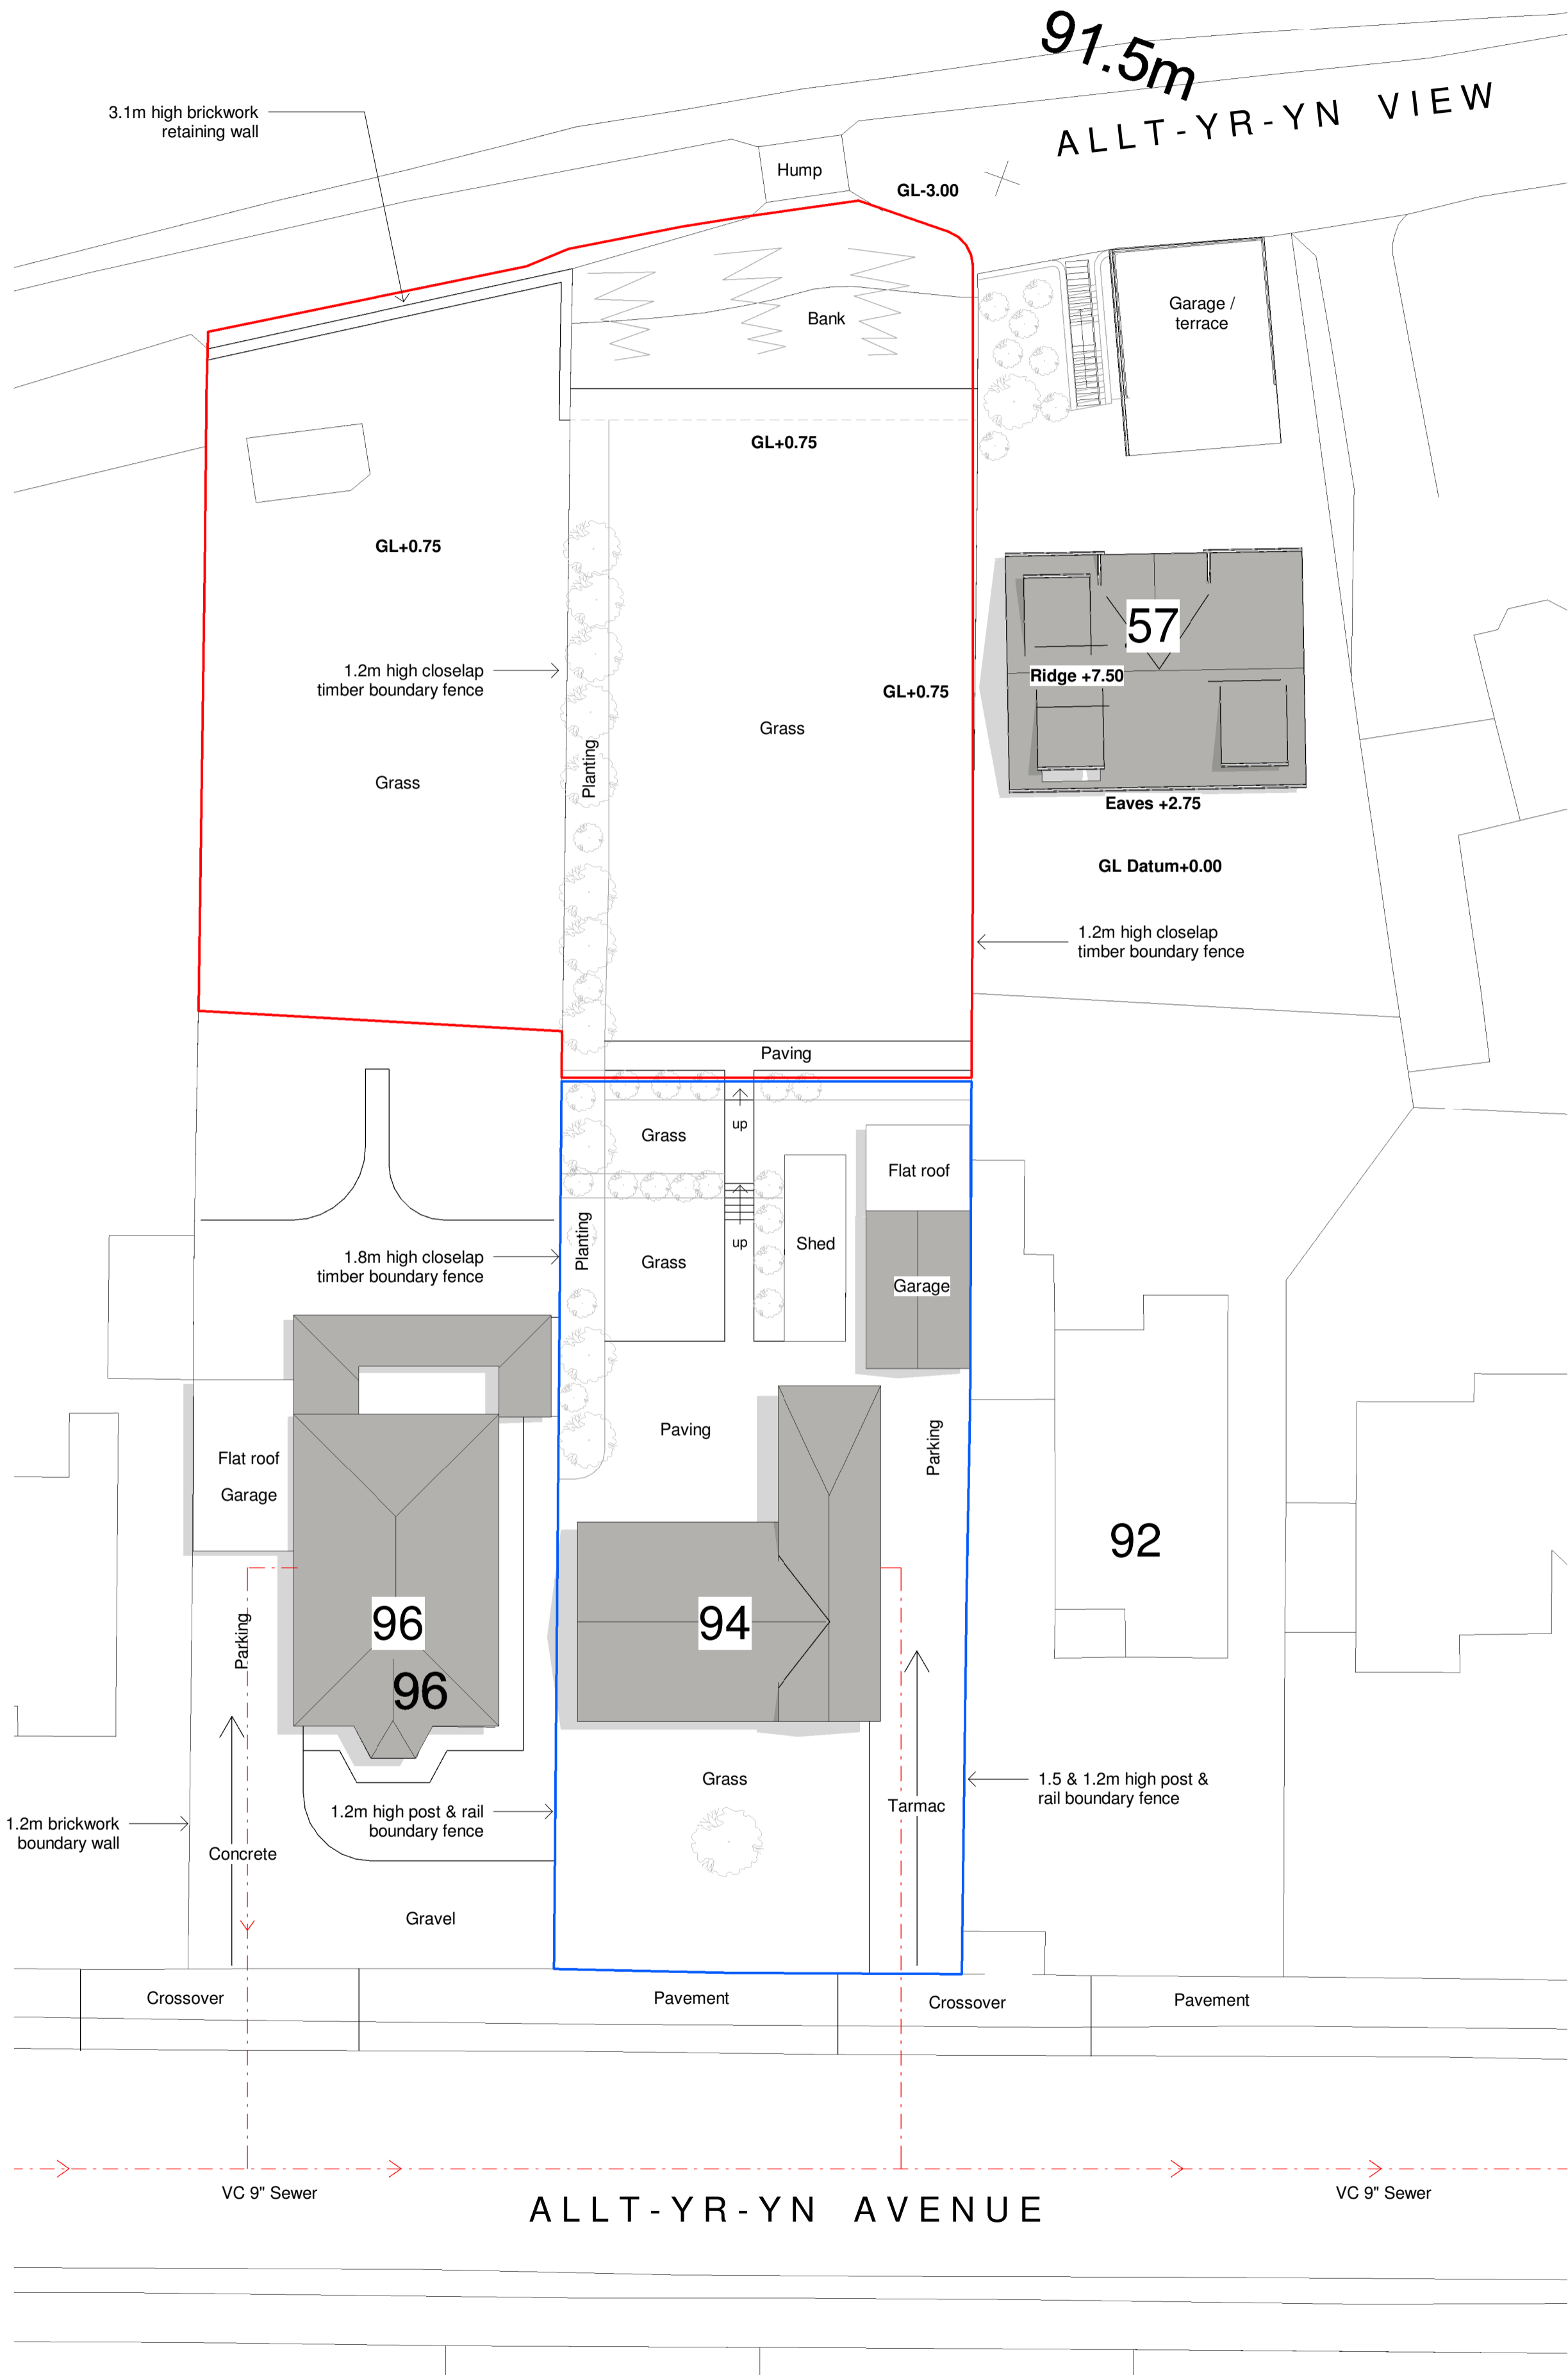 91.5m
ALLT-YR-YN VIEW
3.1m high brickwork
retaining wall
Hump
GL-3.00
Bank
Garage /
terrace
GL+0.75
GL+0.75
57
1.2m high closelap
timber boundary fence
Ridge +7.50
GL+0.75
Grass
Planting
Grass
Eaves +2.75
GL Datum+0.00
1.2m high closelap
timber boundary fence
Paving
up
Grass
Flat roof
Planting
up
Shed
1.8m high closelap
timber boundary fence
Grass
Garage
Paving
Parking
Flat roof
Garage
92
Parking
96
94
96
Grass
1.5 & 1.2m high post &
rail boundary fence
Tarmac
1.2m high post & rail
boundary fence
1.2m brickwork
boundary wall
Concrete
Gravel
Crossover
Pavement
Crossover
Pavement
VC 9" Sewer
VC 9" Sewer
ALLT-YR-YN AVENUE